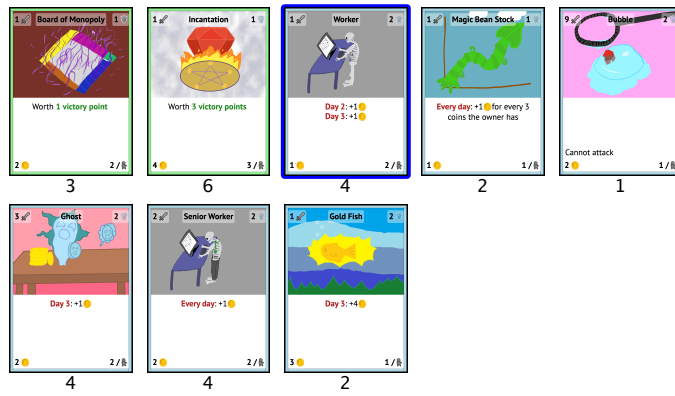 1 Board of Monopoly 1
Worth 1 victory point
2 2/
3
1 Incantation 1
Worth 3 victory points
4 3/
6
1 Worker 2
Day 2: +1
Day 3: +1
1 2/
4
1 Magic Bean Stock 1
Every day: +1 for every 3
coins the owner has
1 1/
2
9 Bubble 2
Cannot attack
2 1/
1
3 Ghost 2
Day 3: +1
2 2/
4
2 Senior Worker 2
Every day: +1
2 2/
4
1 Gold Fish 2
Day 3: +4
3 1/
2